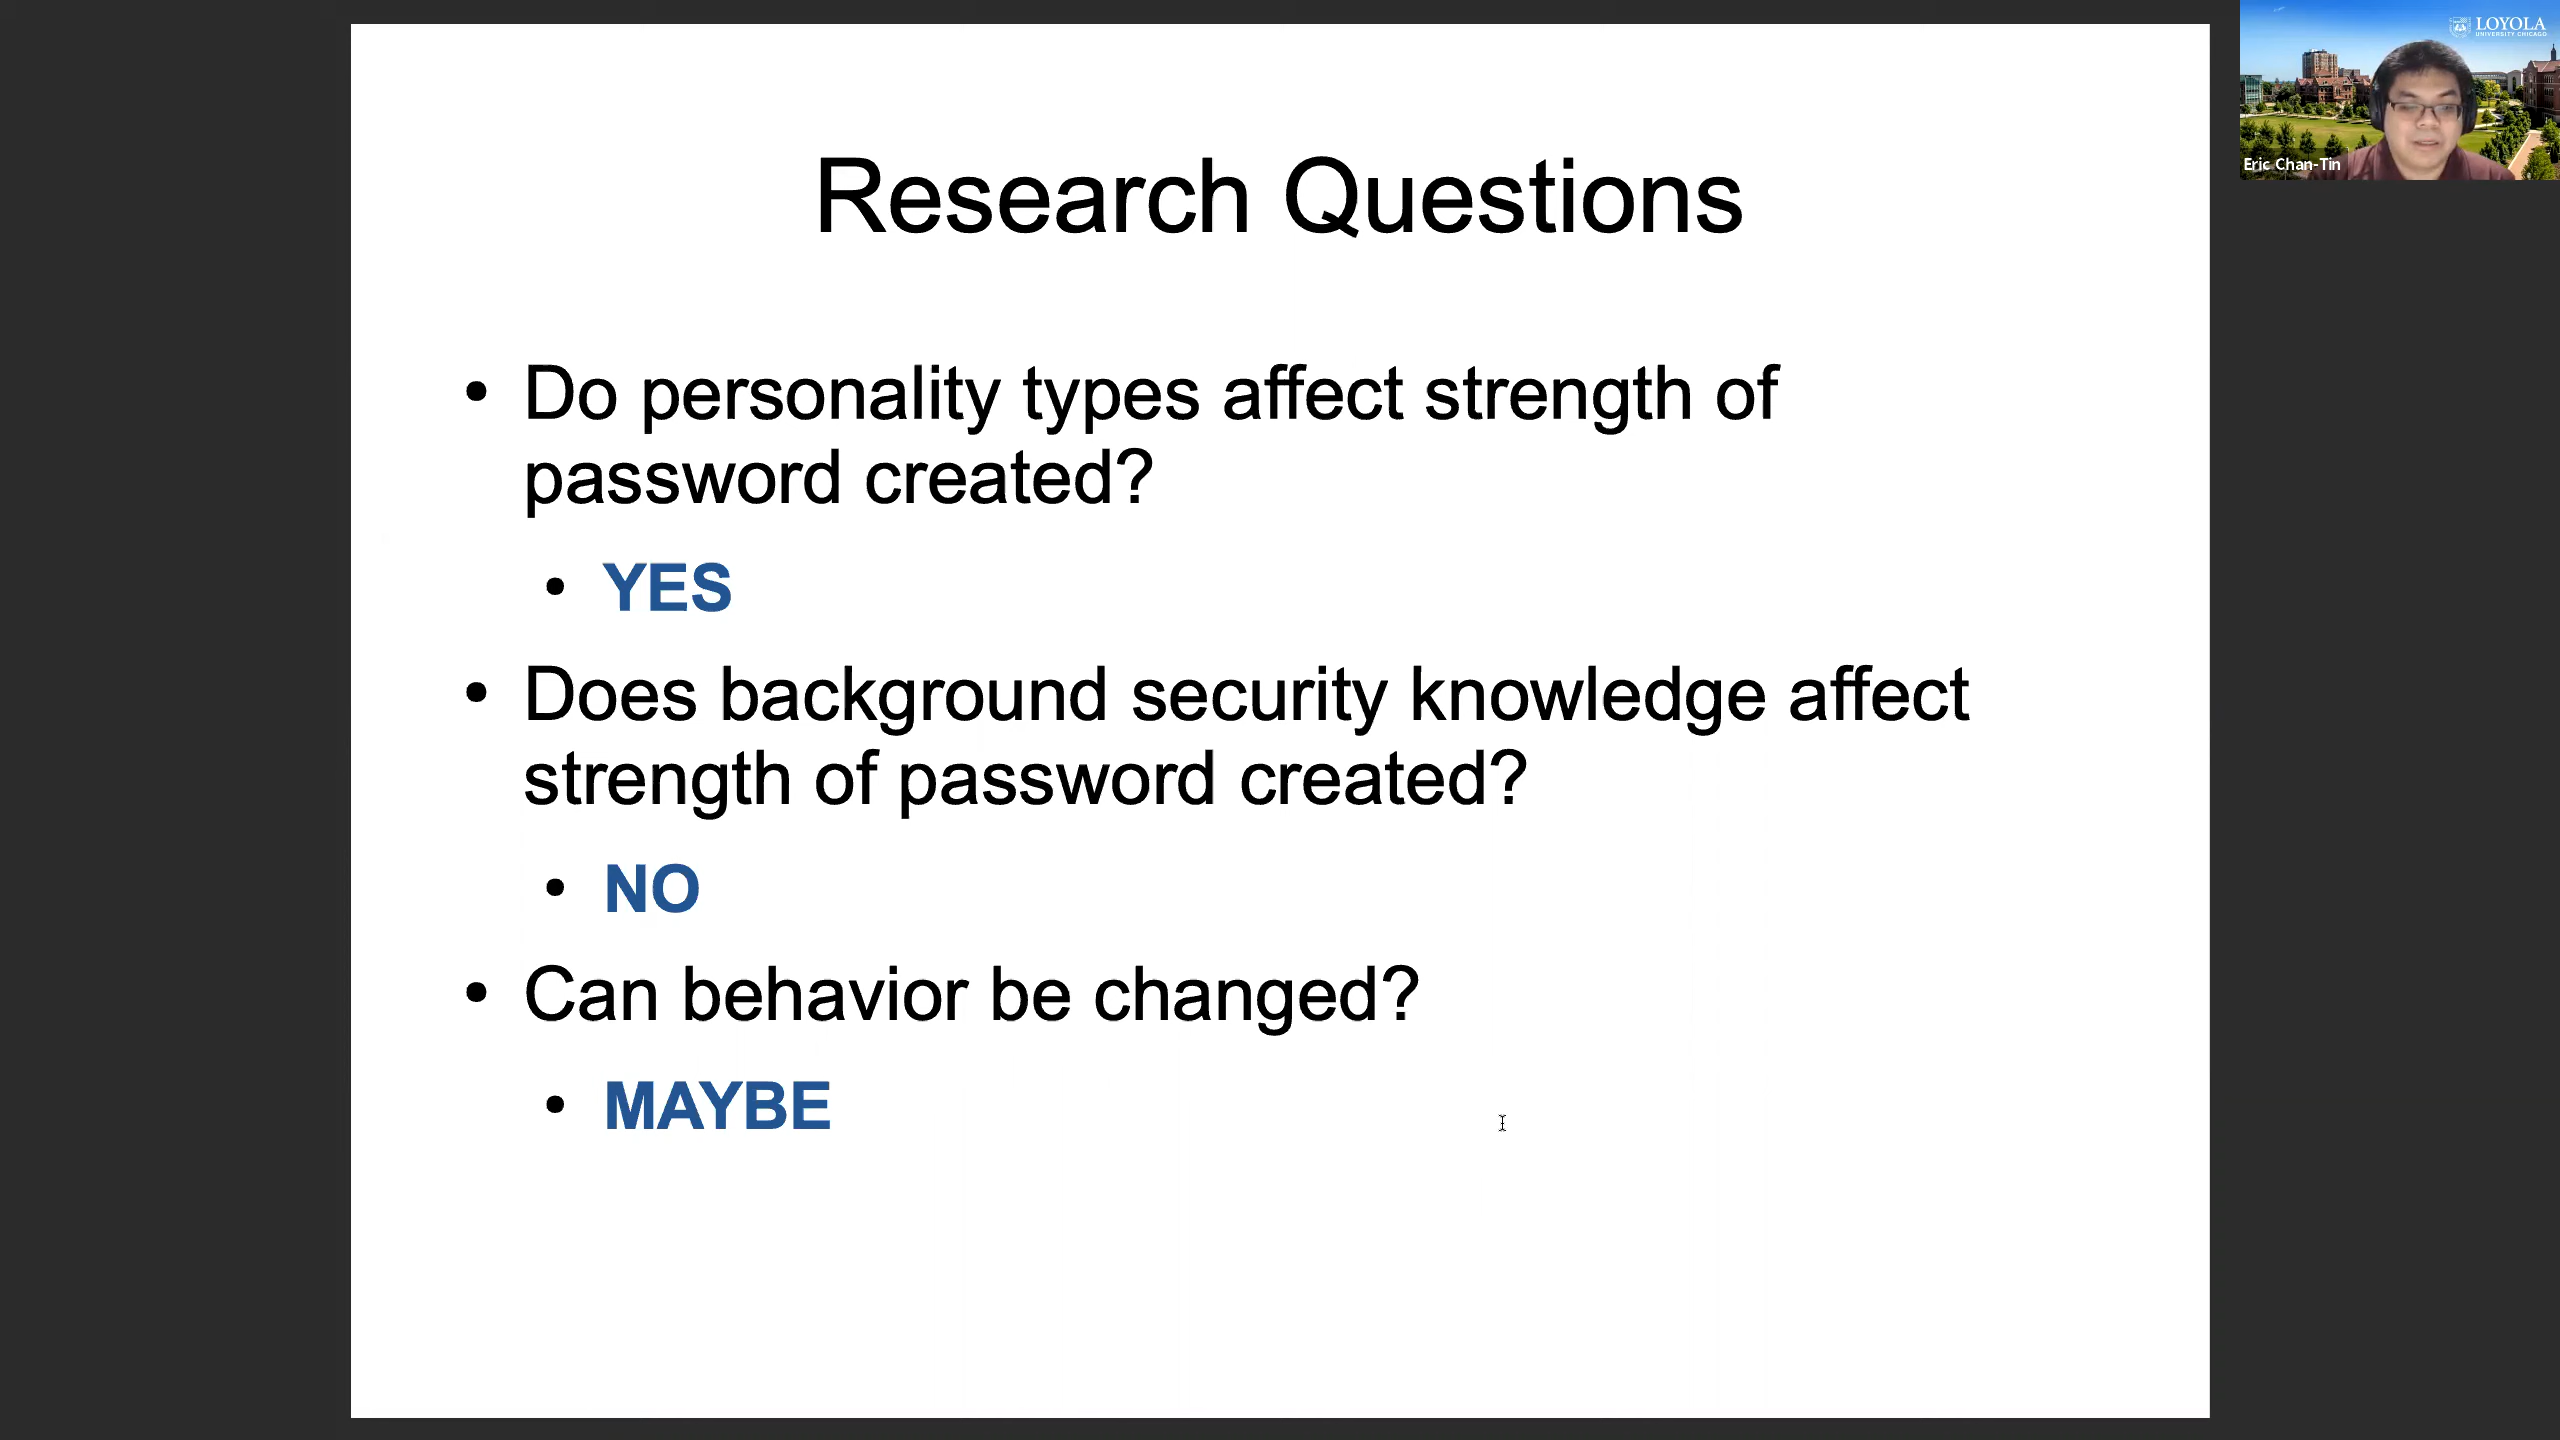 Research Questions
• Do personality types affect strength of
password created?
• YES
• Does background security knowledge affect
strength of password created?
• NO
• Can behavior be changed?
• MAYBE
LOYOLA
UNIVERSITY CHICAGO
Eric Chan-Tin